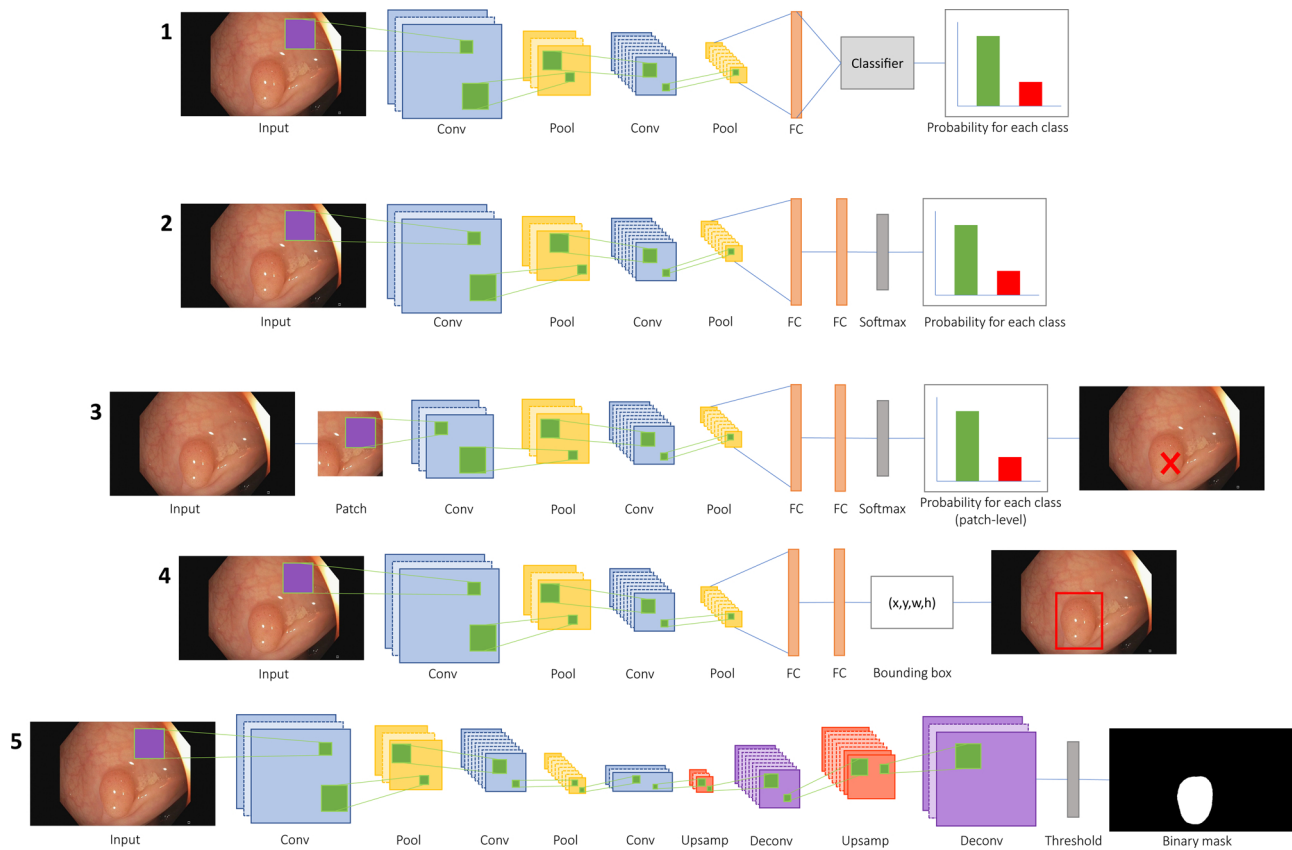 1
Classifier
Input
Conv
Pool
Conv
Pool
FC
Probability for each class
2
Input
Conv
Pool
Conv
Pool
FC
FC
Softmax
Probability for each class
3
Input
Patch
Conv
Pool
Conv
Pool
FC
FC
Softmax
Probability for each class
(patch-level)
4
(x,y,w,h)
Input
Conv
Pool
Conv
Pool
FC
FC
Bounding box
5
Input
Conv
Pool
Conv
Pool
Conv
Upsamp
Deconv
Upsamp
Deconv
Threshold
Binary mask